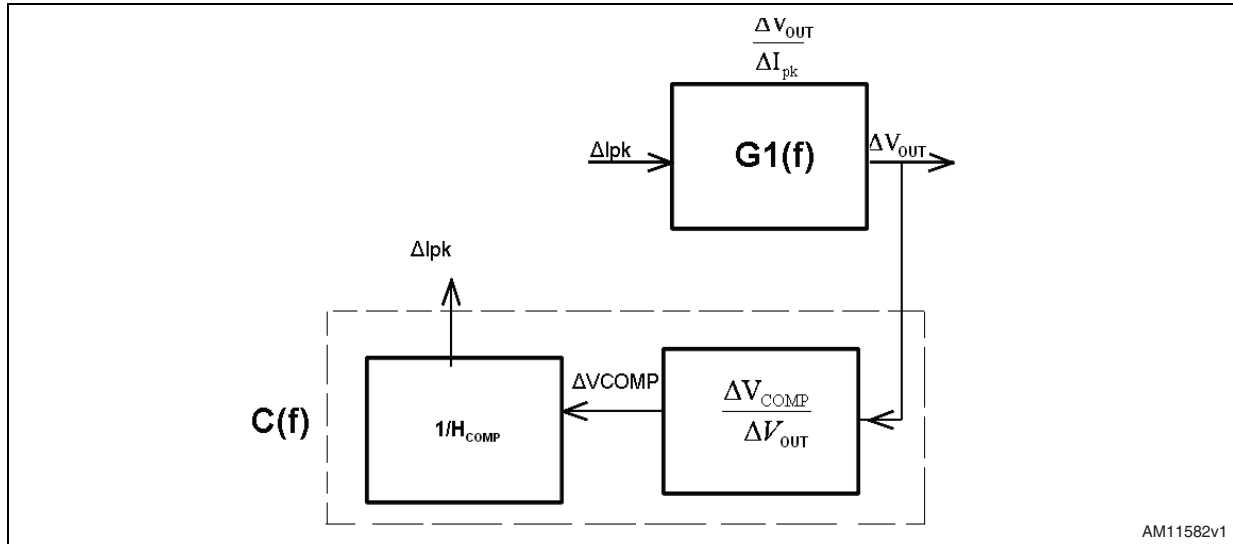 ΔV_OUT
ΔI_pk
G1(f)
ΔIpk
ΔV_OUT
ΔIpk
C(f)
1/H_COMP
ΔVCOMP
ΔV_COMP
ΔV_OUT
AM11582v1